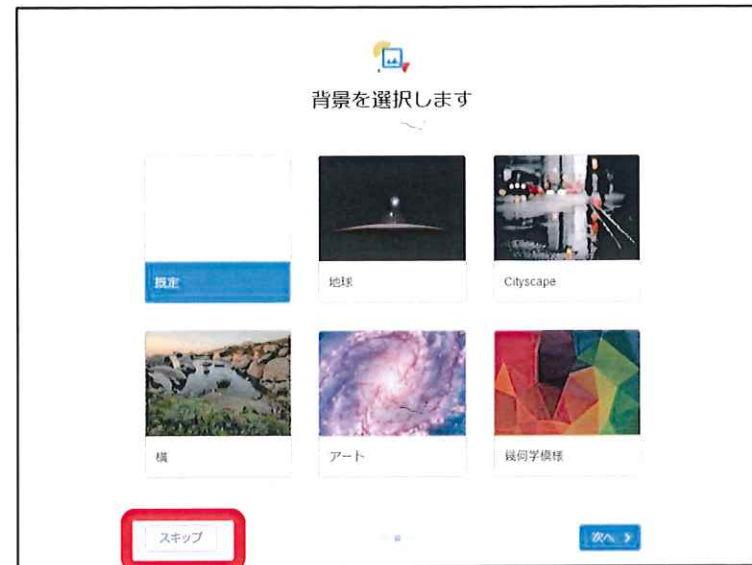 背景を選択します
既定
地球
Cityscape
横
アート
幾何学模様
スキップ
次へ